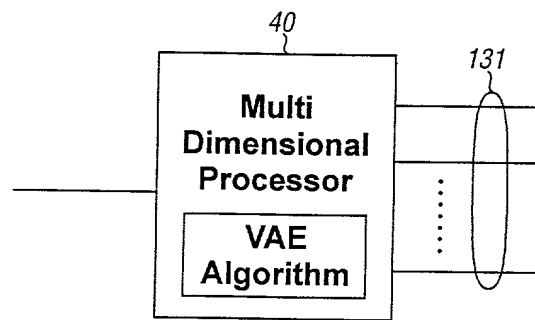 40
131
Multi
Dimensional
Processor
VAE
Algorithm